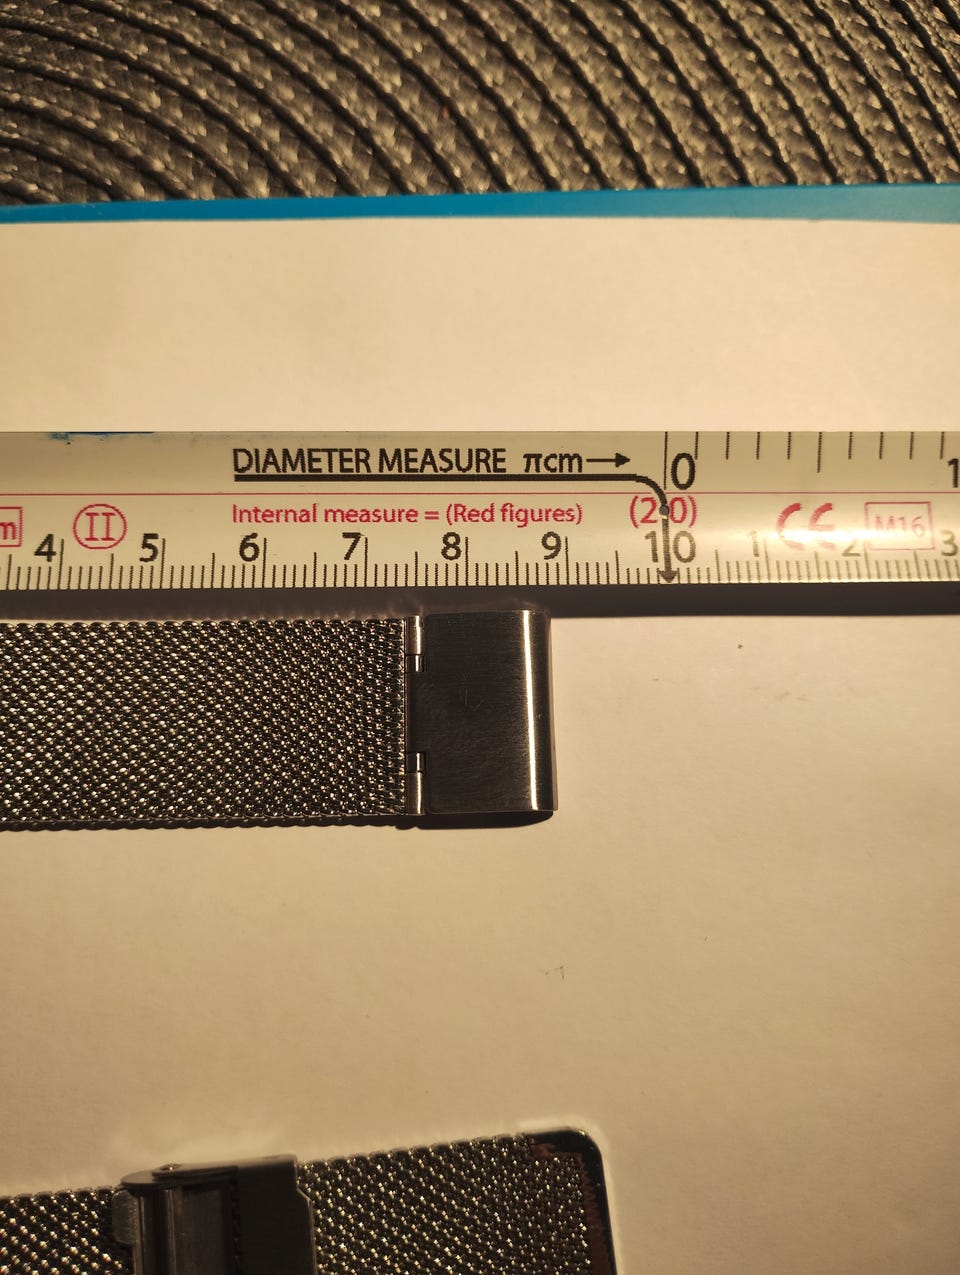 DIAMETER MEASURE πcm → 0 1
m II Internal measure = (Red figures) (20) CE M16
4 5 6 7 8 9 10 1 2 3